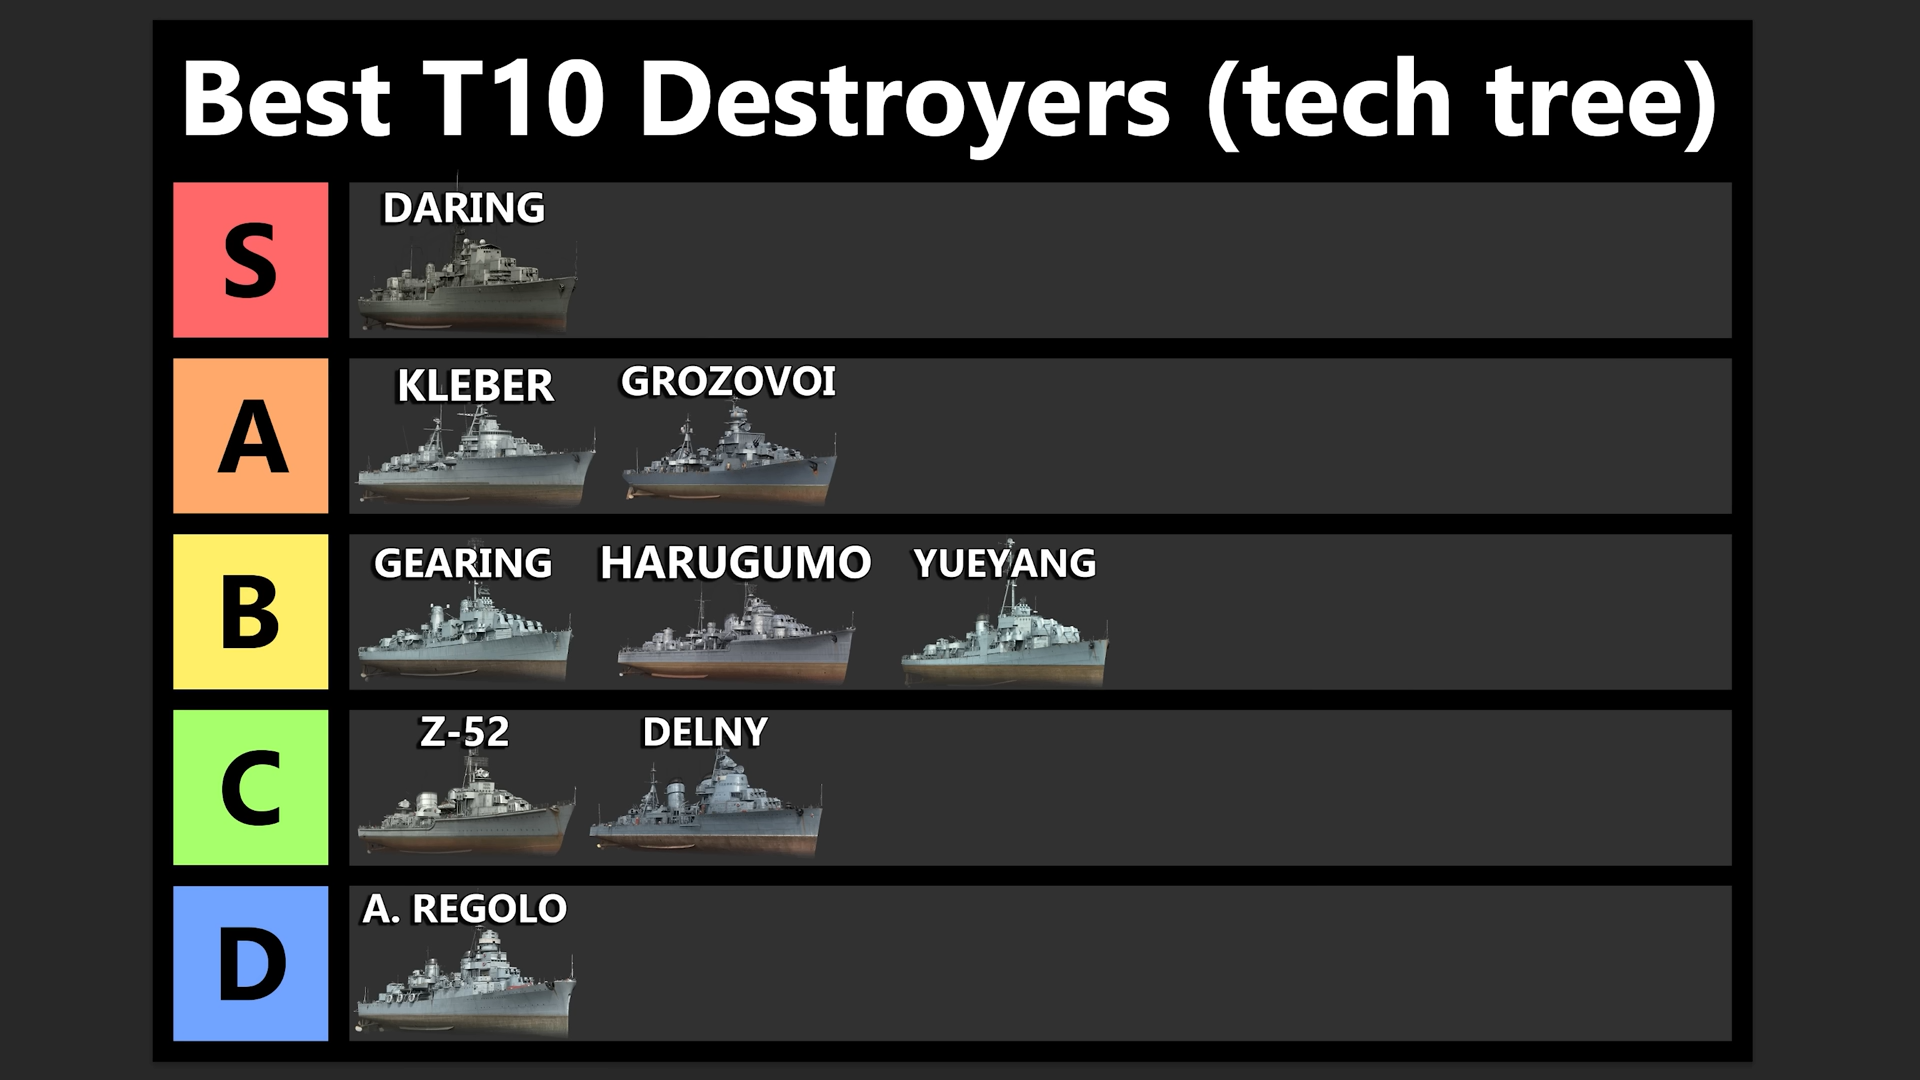 Best T10 Destroyers (tech tree)
S
DARING
A
KLEBER
GROZOVOI
B
GEARING
HARUGUMO
YUEYANG
C
Z-52
DELNY
D
A. REGOLO